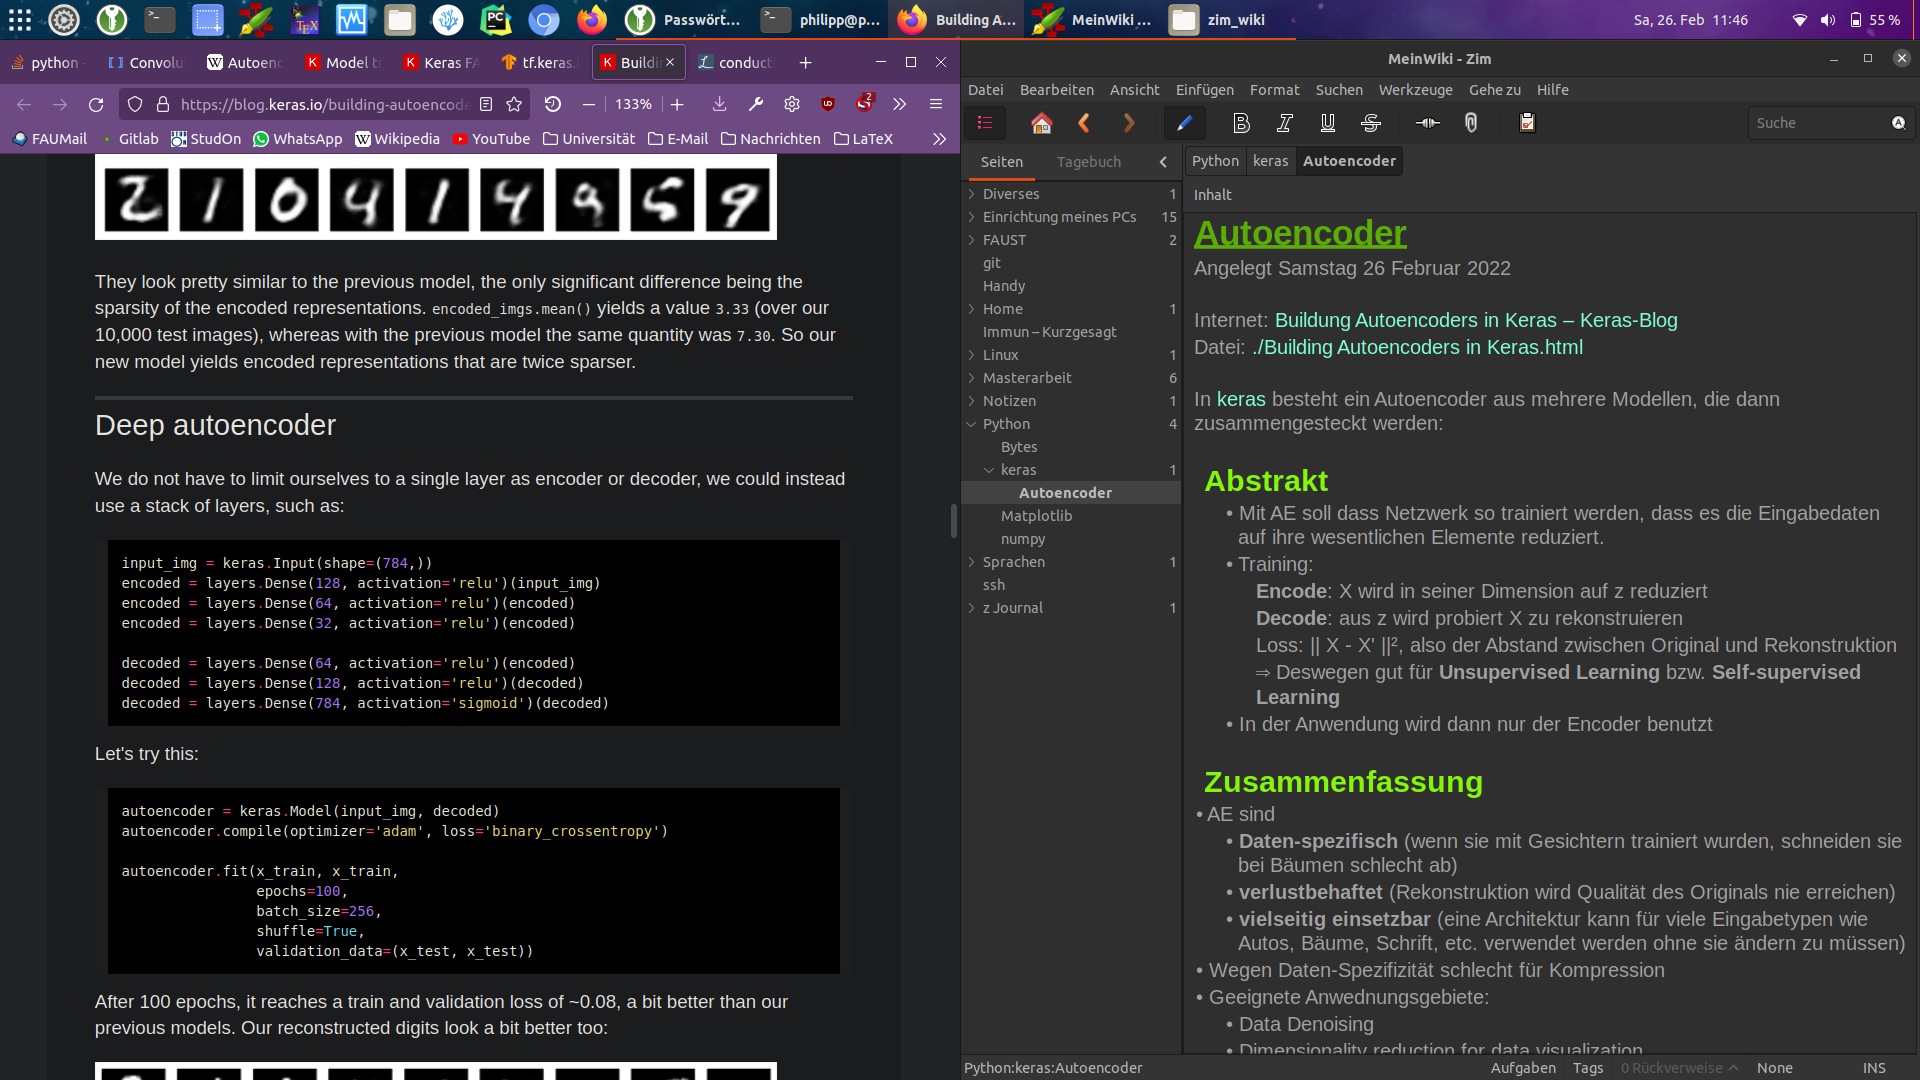 Passwört...
philipp@p...
Building A...
MeinWiki ...
zim_wiki
Sa, 26. Feb 11:46
55 %
python
Convolu
Autoenc
Model t
Keras FA
tf.keras.
Buildi
conduct
https://blog.keras.io/building-autoencode
133%
FAUMail
Gitlab
StudOn
WhatsApp
Wikipedia
YouTube
Universität
E-Mail
Nachrichten
LaTeX
2 1 0 4 1 4 9 5 9
They look pretty similar to the previous model, the only significant difference being the
sparsity of the encoded representations. encoded_imgs.mean() yields a value 3.33 (over our
10,000 test images), whereas with the previous model the same quantity was 7.30. So our
new model yields encoded representations that are twice sparser.
Deep autoencoder
We do not have to limit ourselves to a single layer as encoder or decoder, we could instead
use a stack of layers, such as:
input_img = keras.Input(shape=(784,))
encoded = layers.Dense(128, activation='relu')(input_img)
encoded = layers.Dense(64, activation='relu')(encoded)
encoded = layers.Dense(32, activation='relu')(encoded)
decoded = layers.Dense(64, activation='relu')(encoded)
decoded = layers.Dense(128, activation='relu')(decoded)
decoded = layers.Dense(784, activation='sigmoid')(decoded)
Let's try this:
autoencoder = keras.Model(input_img, decoded)
autoencoder.compile(optimizer='adam', loss='binary_crossentropy')
autoencoder.fit(x_train, x_train,
epochs=100,
batch_size=256,
shuffle=True,
validation_data=(x_test, x_test))
After 100 epochs, it reaches a train and validation loss of ~0.08, a bit better than our
previous models. Our reconstructed digits look a bit better too:
MeinWiki - Zim
Datei Bearbeiten Ansicht Einfügen Format Suchen Werkzeuge Gehe zu Hilfe
Suche
Seiten
Tagebuch
Diverses 1
Einrichtung meines PCs 15
FAUST 2
git
Handy
Home 1
Immun – Kurzgesagt
Linux 1
Masterarbeit 6
Notizen 1
Python 4
Bytes
keras 1
Autoencoder
Matplotlib
numpy
Sprachen 1
ssh
z Journal 1
Python keras Autoencoder
Inhalt
Autoencoder
Angelegt Samstag 26 Februar 2022
Internet: Buildung Autoencoders in Keras – Keras-Blog
Datei: ./Building Autoencoders in Keras.html
In keras besteht ein Autoencoder aus mehrere Modellen, die dann
zusammengesteckt werden:
Abstrakt
• Mit AE soll dass Netzwerk so trainiert werden, dass es die Eingabedaten
auf ihre wesentlichen Elemente reduziert.
• Training:
Encode: X wird in seiner Dimension auf z reduziert
Decode: aus z wird probiert X zu rekonstruieren
Loss: || X - X' ||², also der Abstand zwischen Original und Rekonstruktion
⇒ Deswegen gut für Unsupervised Learning bzw. Self-supervised
Learning
• In der Anwendung wird dann nur der Encoder benutzt
Zusammenfassung
• AE sind
• Daten-spezifisch (wenn sie mit Gesichtern trainiert wurden, schneiden sie
bei Bäumen schlecht ab)
• verlustbehaftet (Rekonstruktion wird Qualität des Originals nie erreichen)
• vielseitig einsetzbar (eine Architektur kann für viele Eingabetypen wie
Autos, Bäume, Schrift, etc. verwendet werden ohne sie ändern zu müssen)
• Wegen Daten-Spezifizität schlecht für Kompression
• Geeignete Anwednungsgebiete:
• Data Denoising
• Dimensionality reduction for data visualization
Python:keras:Autoencoder
Aufgaben Tags 0 Rückverweise None INS